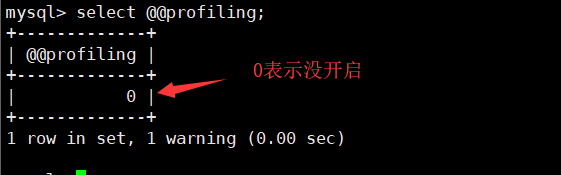 mysql> select @@profiling;
+-------------+
| @@profiling |
+-------------+
|           0 |
0表示没开启
+-------------+
1 row in set, 1 warning (0.00 sec)